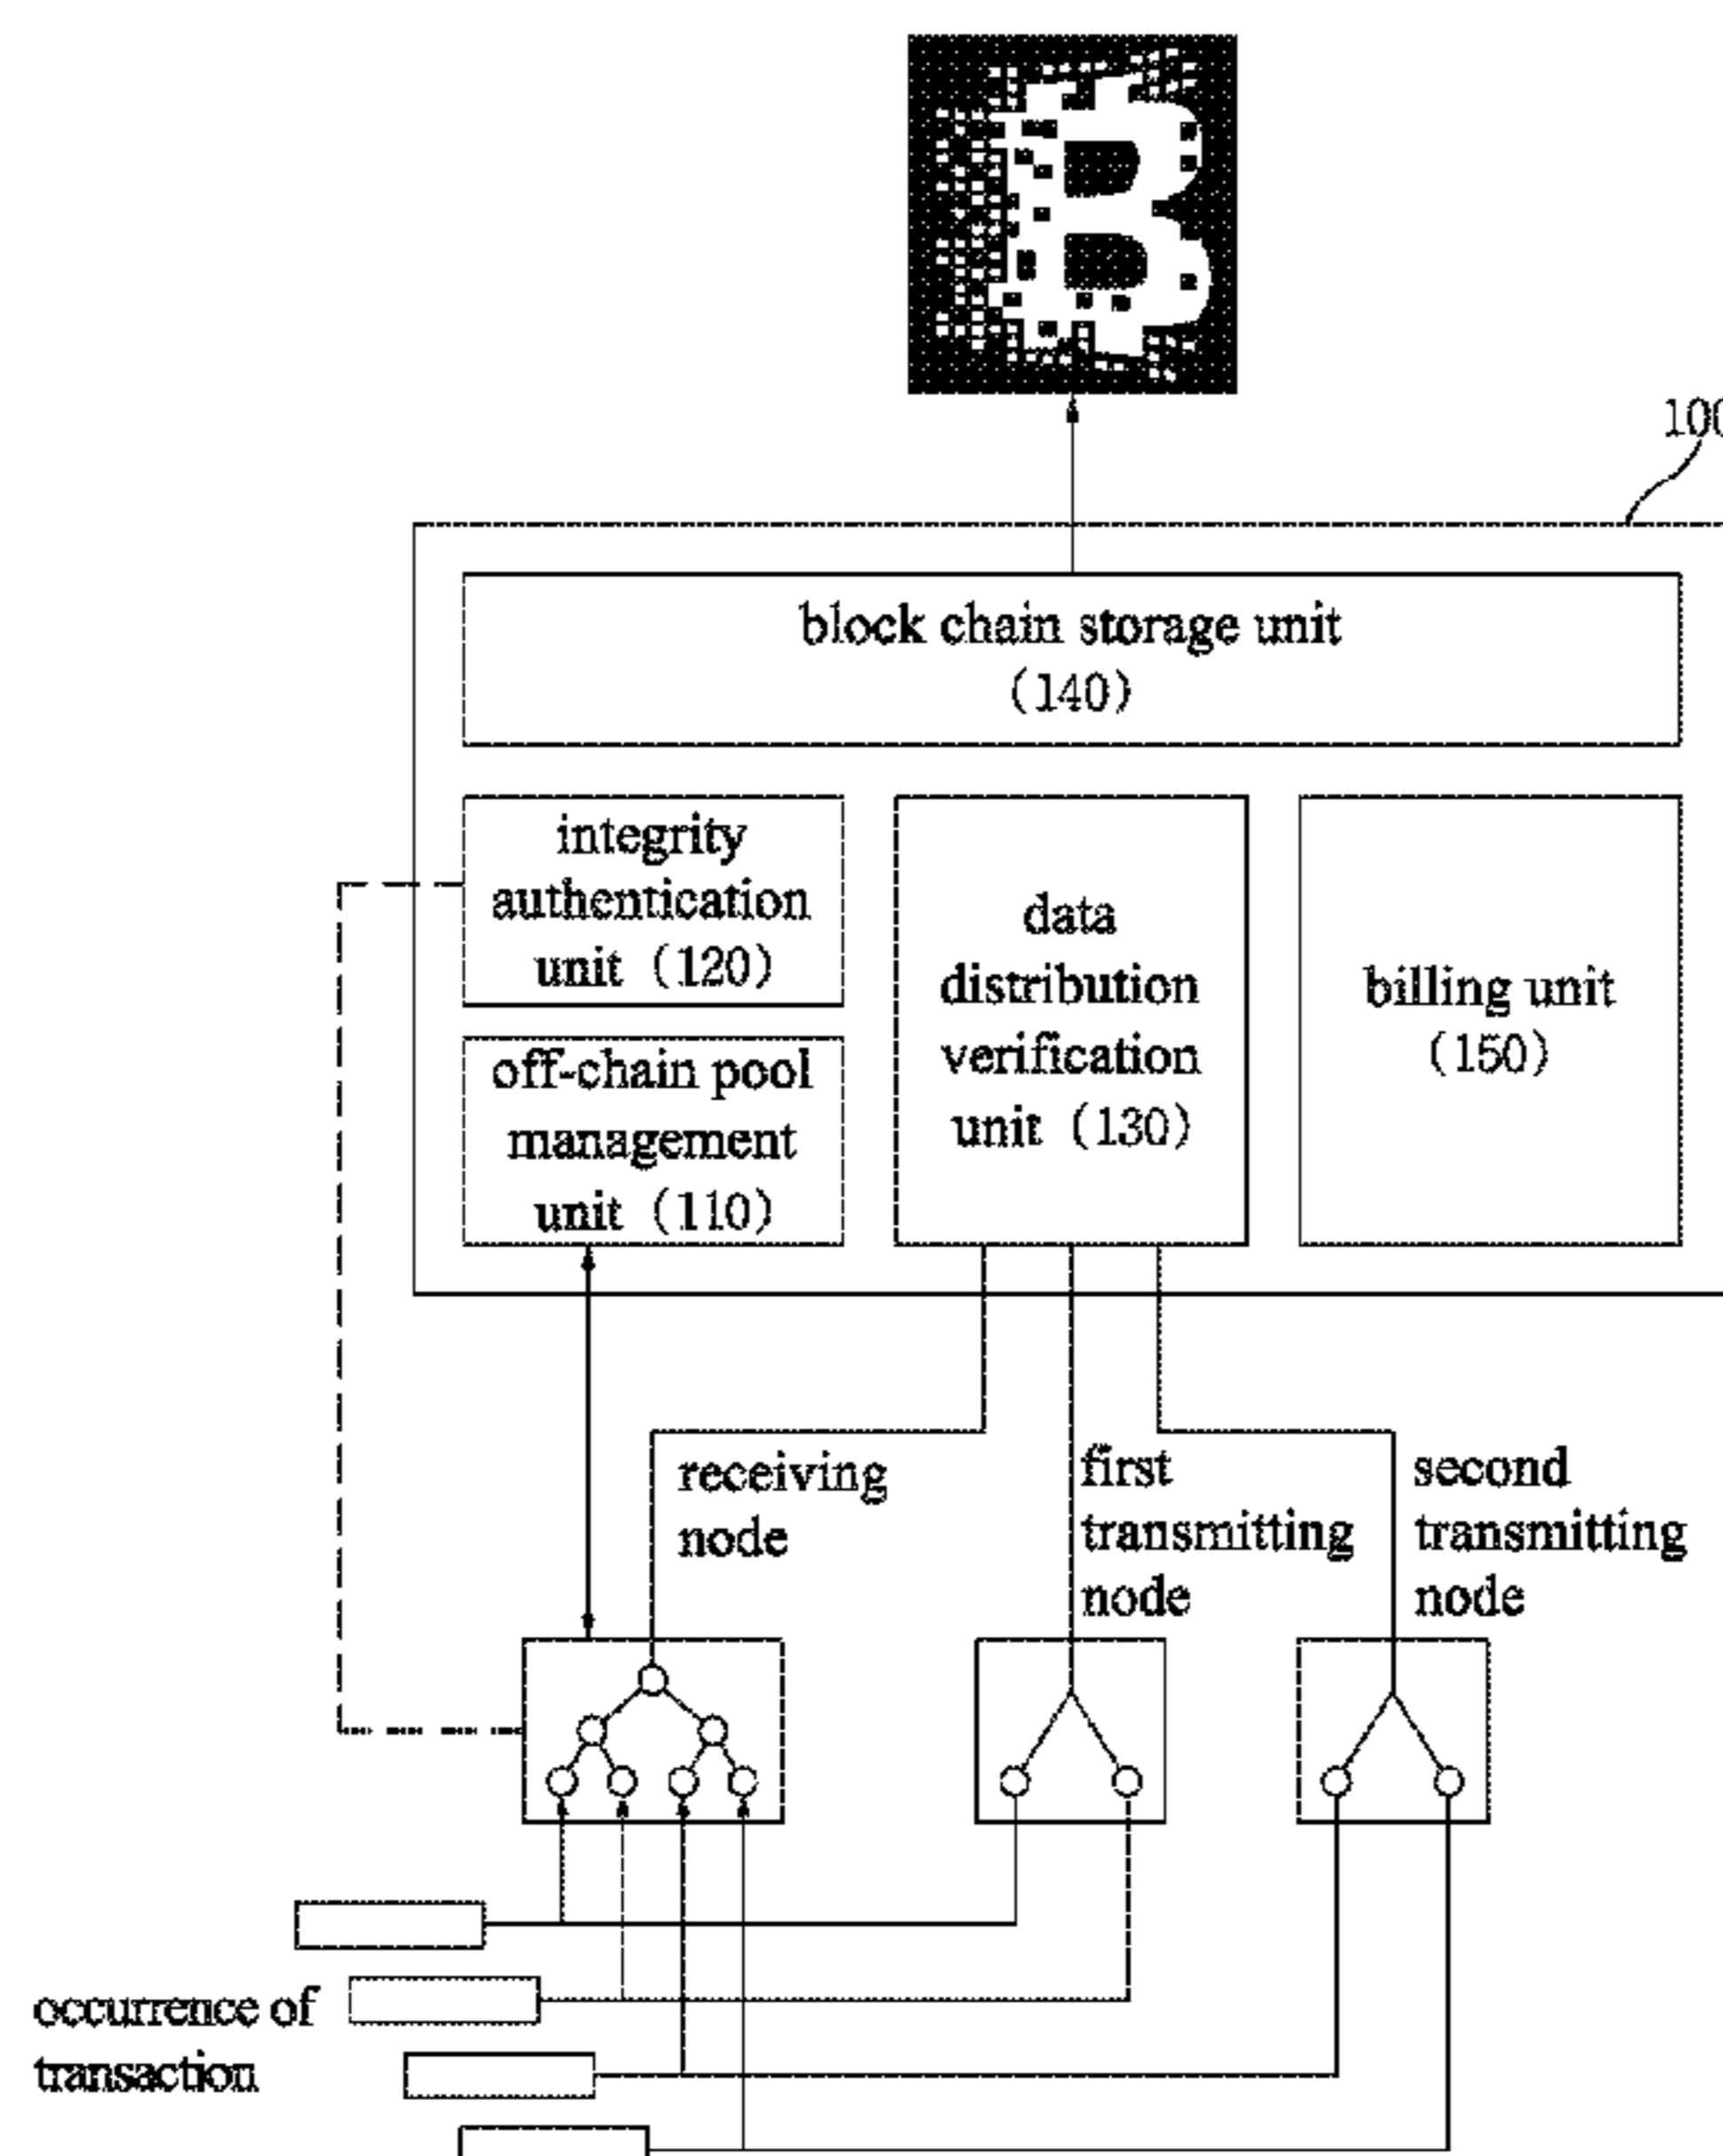 100
block chain storage unit
(140)
integrity
authentication
unit (120)
off-chain pool
management
unit (110)
data
distribution
verification
unit (130)
billing unit
(150)
receiving
node
first
transmitting
node
second
transmitting
node
occurrence of
transaction